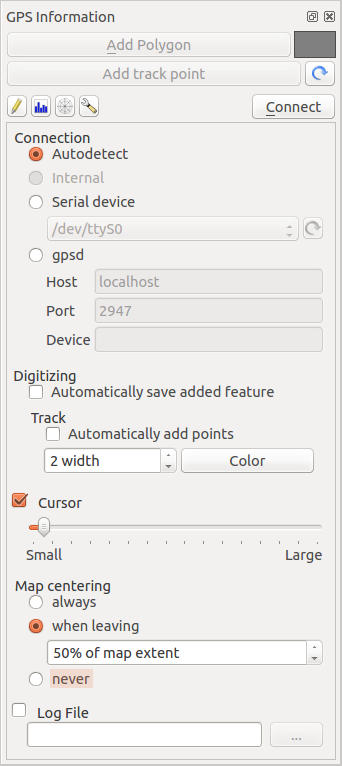 GPS Information
Add Polygon
Add track point
Connect
Connection
Autodetect
Internal
Serial device
/dev/ttyS0
gpsd
Host localhost
Port 2947
Device
Digitizing
Automatically save added feature
Track
Automatically add points
2 width Color
Cursor
Small Large
Map centering
always
when leaving
50% of map extent
never
Log File
...